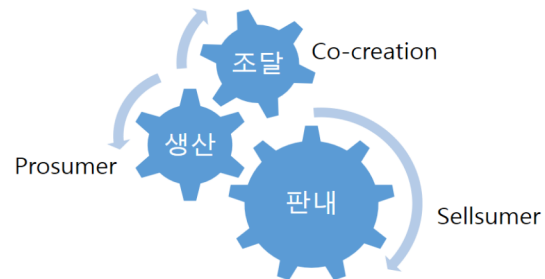 조달
Co-creation
생산
Prosumer
판내
Sellsumer